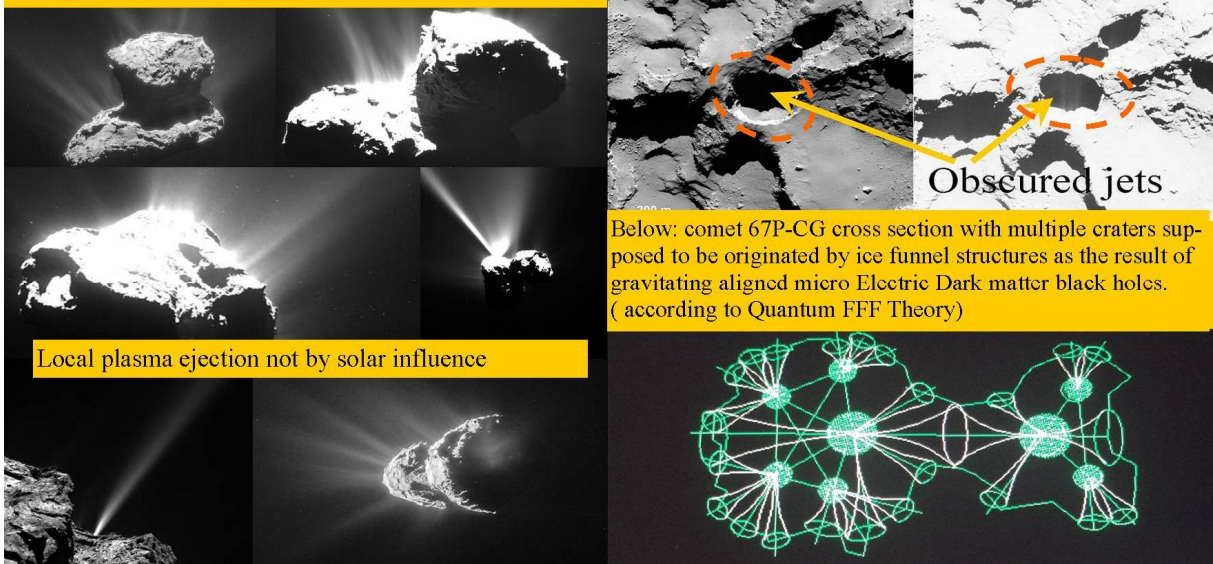 Obscured jets
Below: comet 67P-CG cross section with multiple craters sup-
posed to be originated by ice funnel structures as the result of
gravitating aligned micro Electric Dark matter black holes.
( according to Quantum FFF Theory)
Local plasma ejection not by solar influence